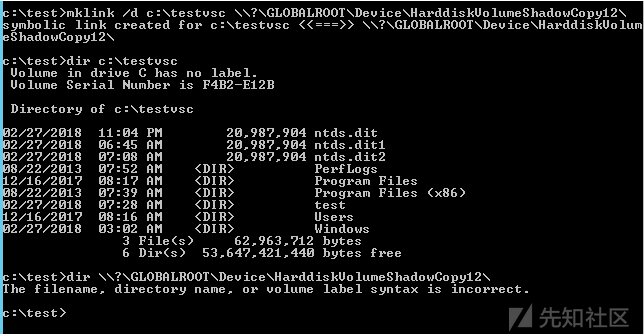 c:\test>mklink /d c:\testvsc \\?\GLOBALROOT\Device\HarddiskVolumeShadowCopy12\
symbolic link created for c:\testvsc <<===>> \\?\GLOBALROOT\Device\HarddiskVolum
eShadowCopy12\
c:\test>dir c:\testvsc
Volume in drive C has no label.
Volume Serial Number is F4B2-E12B
Directory of c:\testvsc
02/27/2018  11:04 PM        20,987,904 ntds.dit
02/27/2018  06:45 AM        20,987,904 ntds.dit1
02/27/2018  07:08 AM        20,987,904 ntds.dit2
08/22/2013  07:52 AM    <DIR>          PerfLogs
12/16/2017  08:17 AM    <DIR>          Program Files
08/22/2013  07:39 AM    <DIR>          Program Files (x86)
02/27/2018  07:28 AM    <DIR>          test
12/16/2017  08:16 AM    <DIR>          Users
02/27/2018  03:02 AM    <DIR>          Windows
3 File(s)     62,963,712 bytes
6 Dir(s)  53,647,421,440 bytes free
c:\test>dir \\?\GLOBALROOT\Device\HarddiskVolumeShadowCopy12\
The filename, directory name, or volume label syntax is incorrect.
c:\test>
先知社区